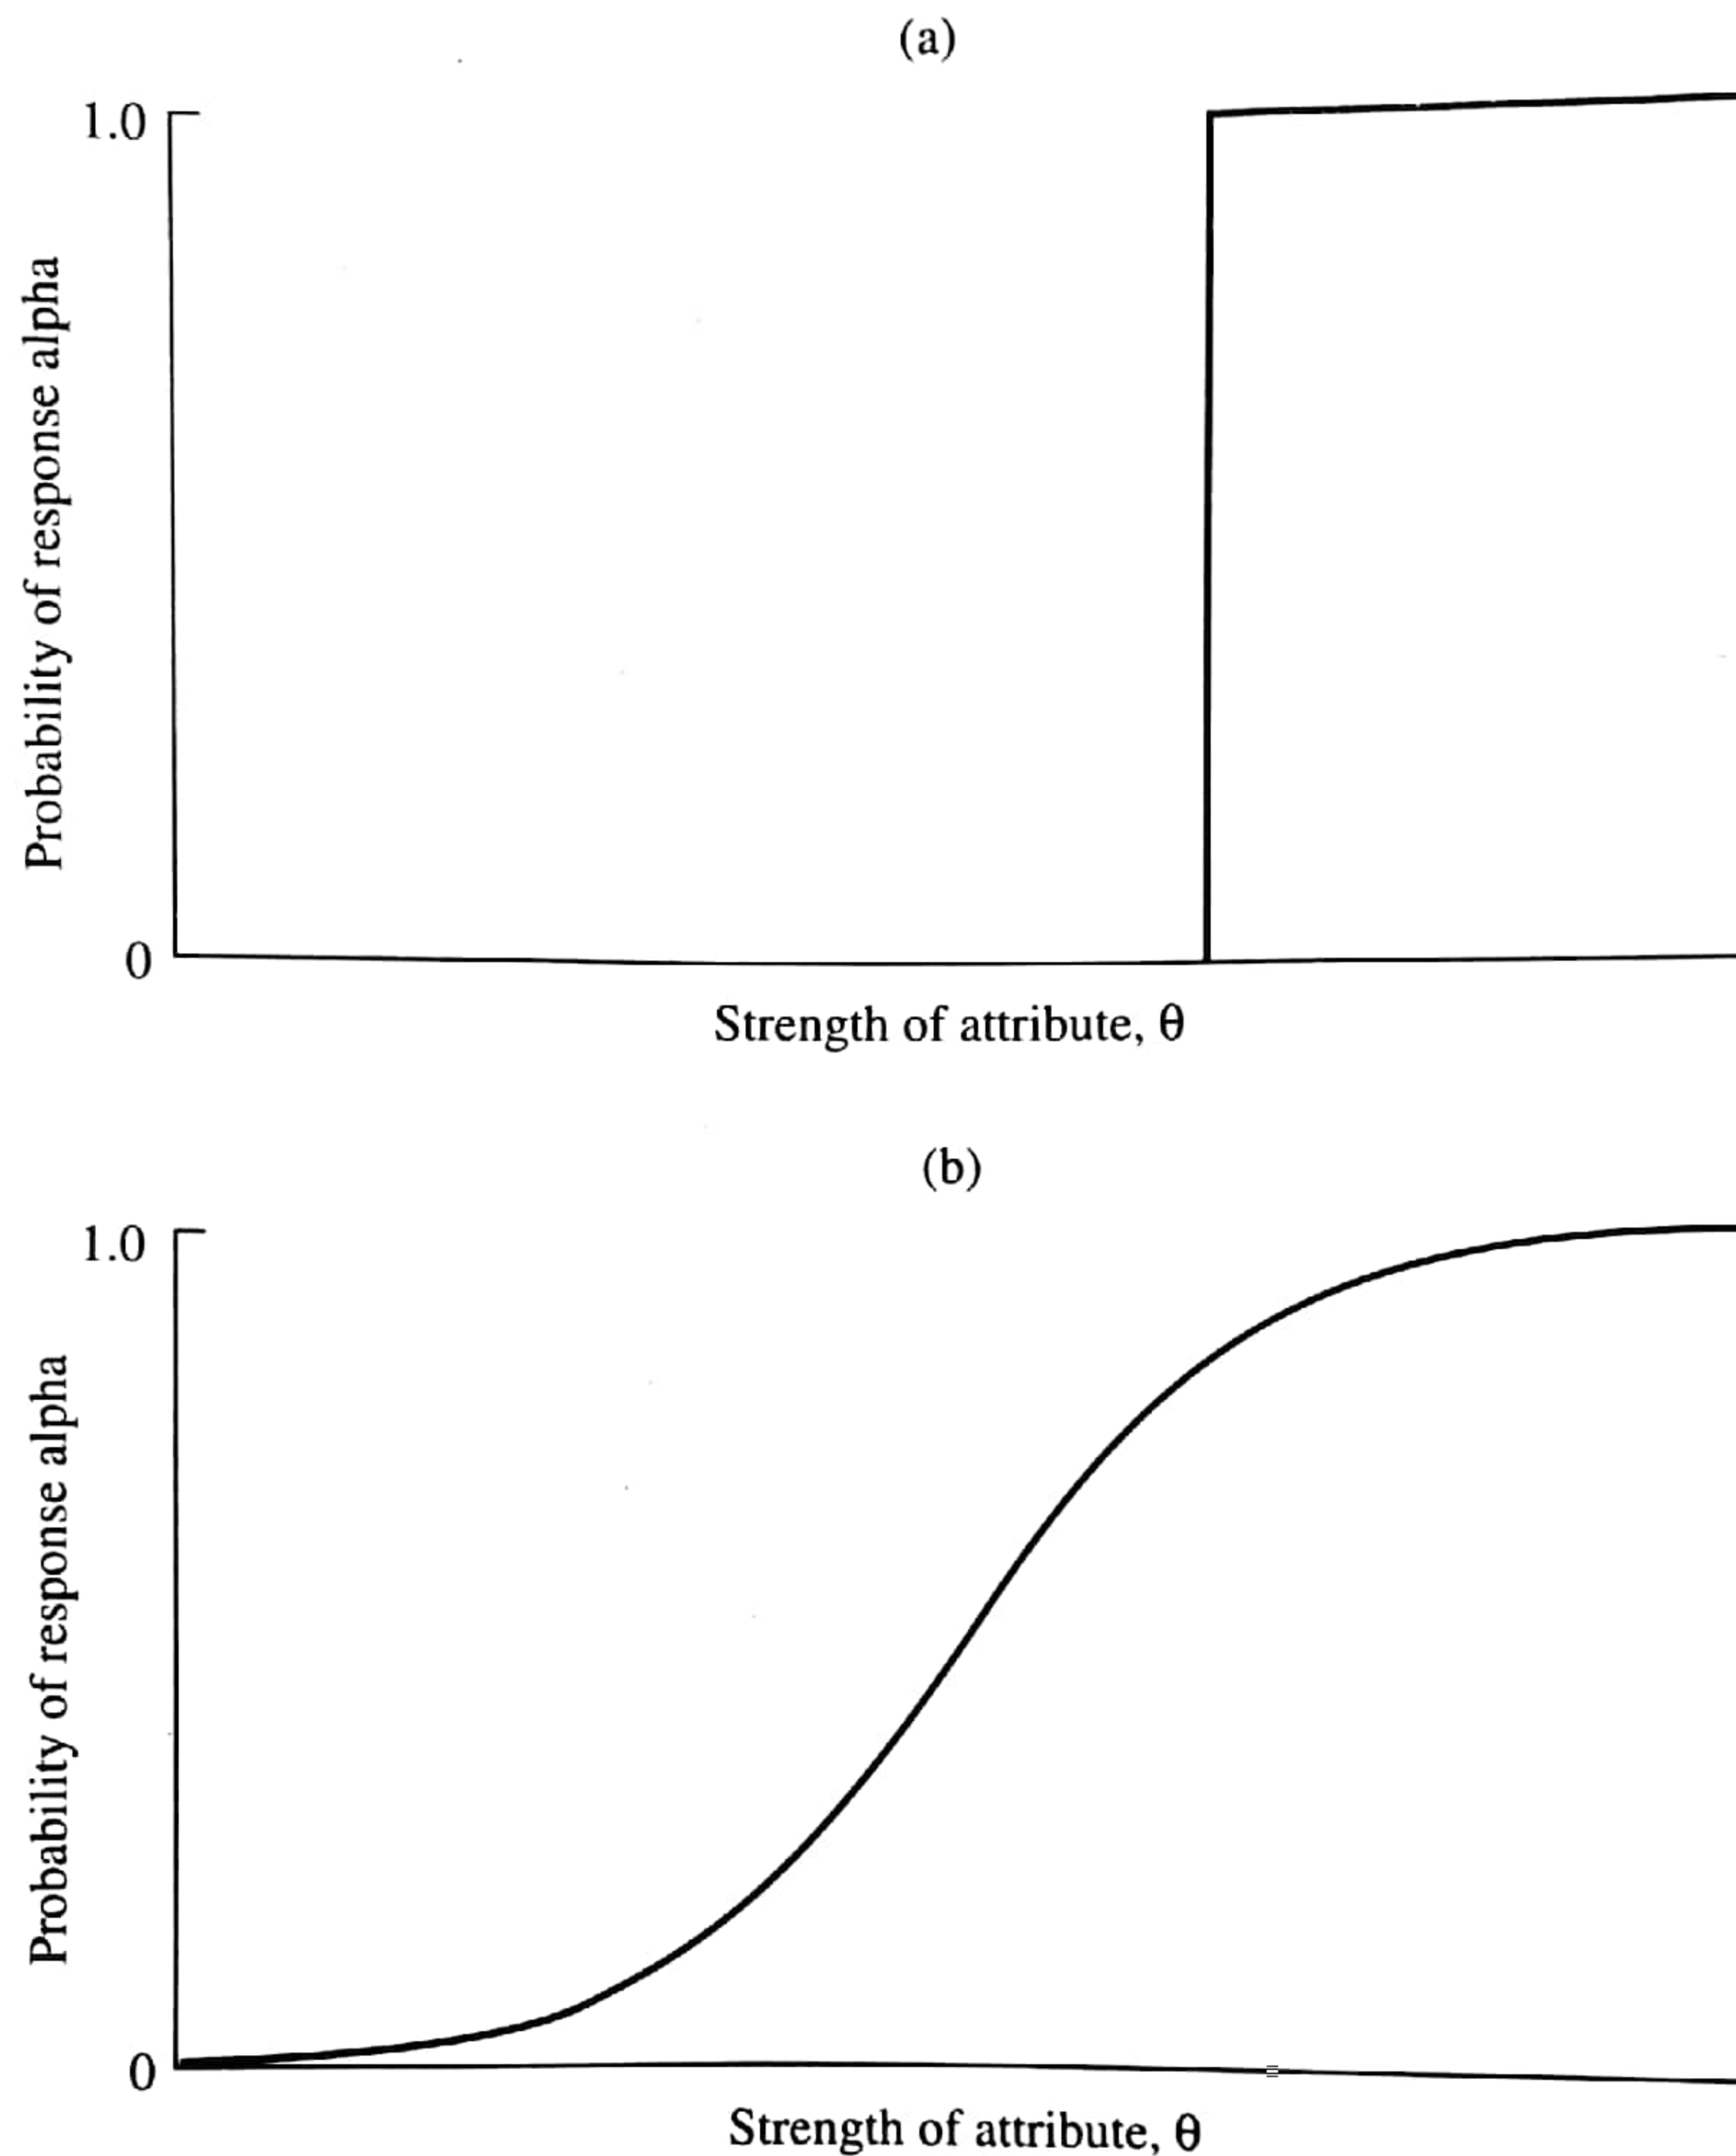 (a)
1.0
Probability of response alpha
0
Strength of attribute, θ
(b)
1.0
Probability of response alpha
0
Strength of attribute, θ